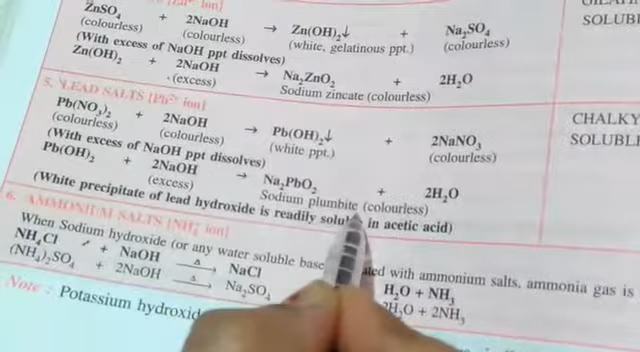 ZnSO₄ + 2NaOH → Zn(OH)₂↓ + Na₂SO₄
(colourless) (colourless) (white, gelatinous ppt.) (colourless)
(With excess of NaOH ppt dissolves)
Zn(OH)₂ + 2NaOH → Na₂ZnO₂ + 2H₂O
(excess) Sodium zincate (colourless)
SOLUBL
5. LEAD SALTS [Pb²⁺ ion]
Pb(NO₃)₂ + 2NaOH → Pb(OH)₂↓ + 2NaNO₃
(colourless) (colourless) (white ppt.) (colourless)
(With excess of NaOH ppt dissolves)
Pb(OH)₂ + 2NaOH → Na₂PbO₂ + 2H₂O
(excess) Sodium plumbite (colourless)
(White precipitate of lead hydroxide is readily solu in acetic acid)
CHALKY
SOLUBL
6. AMMONIUM SALTS [NH₄⁺ ion]
When Sodium hydroxide (or any water soluble base ated with ammonium salts, ammonia gas is
NH₄Cl + NaOH →Δ NaCl H₂O + NH₃
(NH₄)₂SO₄ + 2NaOH →Δ Na₂SO₄ 2H₂O + 2NH₃
Note : Potassium hydroxid